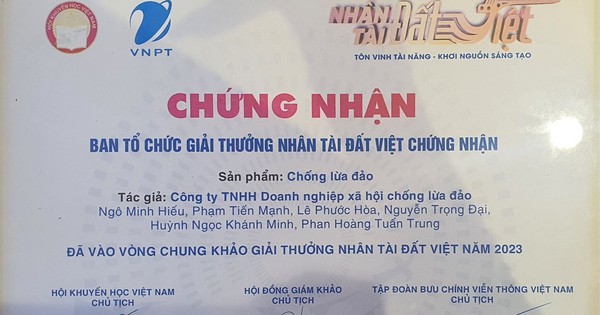 HỘI KHUYẾN HỌC VIỆT NAM
VNPT
NHÂN TÀI Đất Việt
TÔN VINH TÀI NĂNG - KHƠI NGUỒN SÁNG TẠO
CHỨNG NHẬN
BAN TỔ CHỨC GIẢI THƯỞNG NHÂN TÀI ĐẤT VIỆT CHỨNG NHẬN
Sản phẩm: Chống lừa đảo
Tác giả: Công ty TNHH Doanh nghiệp xã hội chống lừa đảo
Ngô Minh Hiếu, Phạm Tiến Mạnh, Lê Phước Hòa, Nguyễn Trọng Đại,
Huỳnh Ngọc Khánh Minh, Phan Hoàng Tuấn Trung
ĐÃ VÀO VÒNG CHUNG KHẢO GIẢI THƯỞNG NHÂN TÀI ĐẤT VIỆT NĂM 2023
HỘI KHUYẾN HỌC VIỆT NAM
CHỦ TỊCH
HỘI ĐỒNG GIÁM KHẢO
CHỦ TỊCH
TẬP ĐOÀN BƯU CHÍNH VIỄN THÔNG VIỆT NAM
CHỦ TỊCH